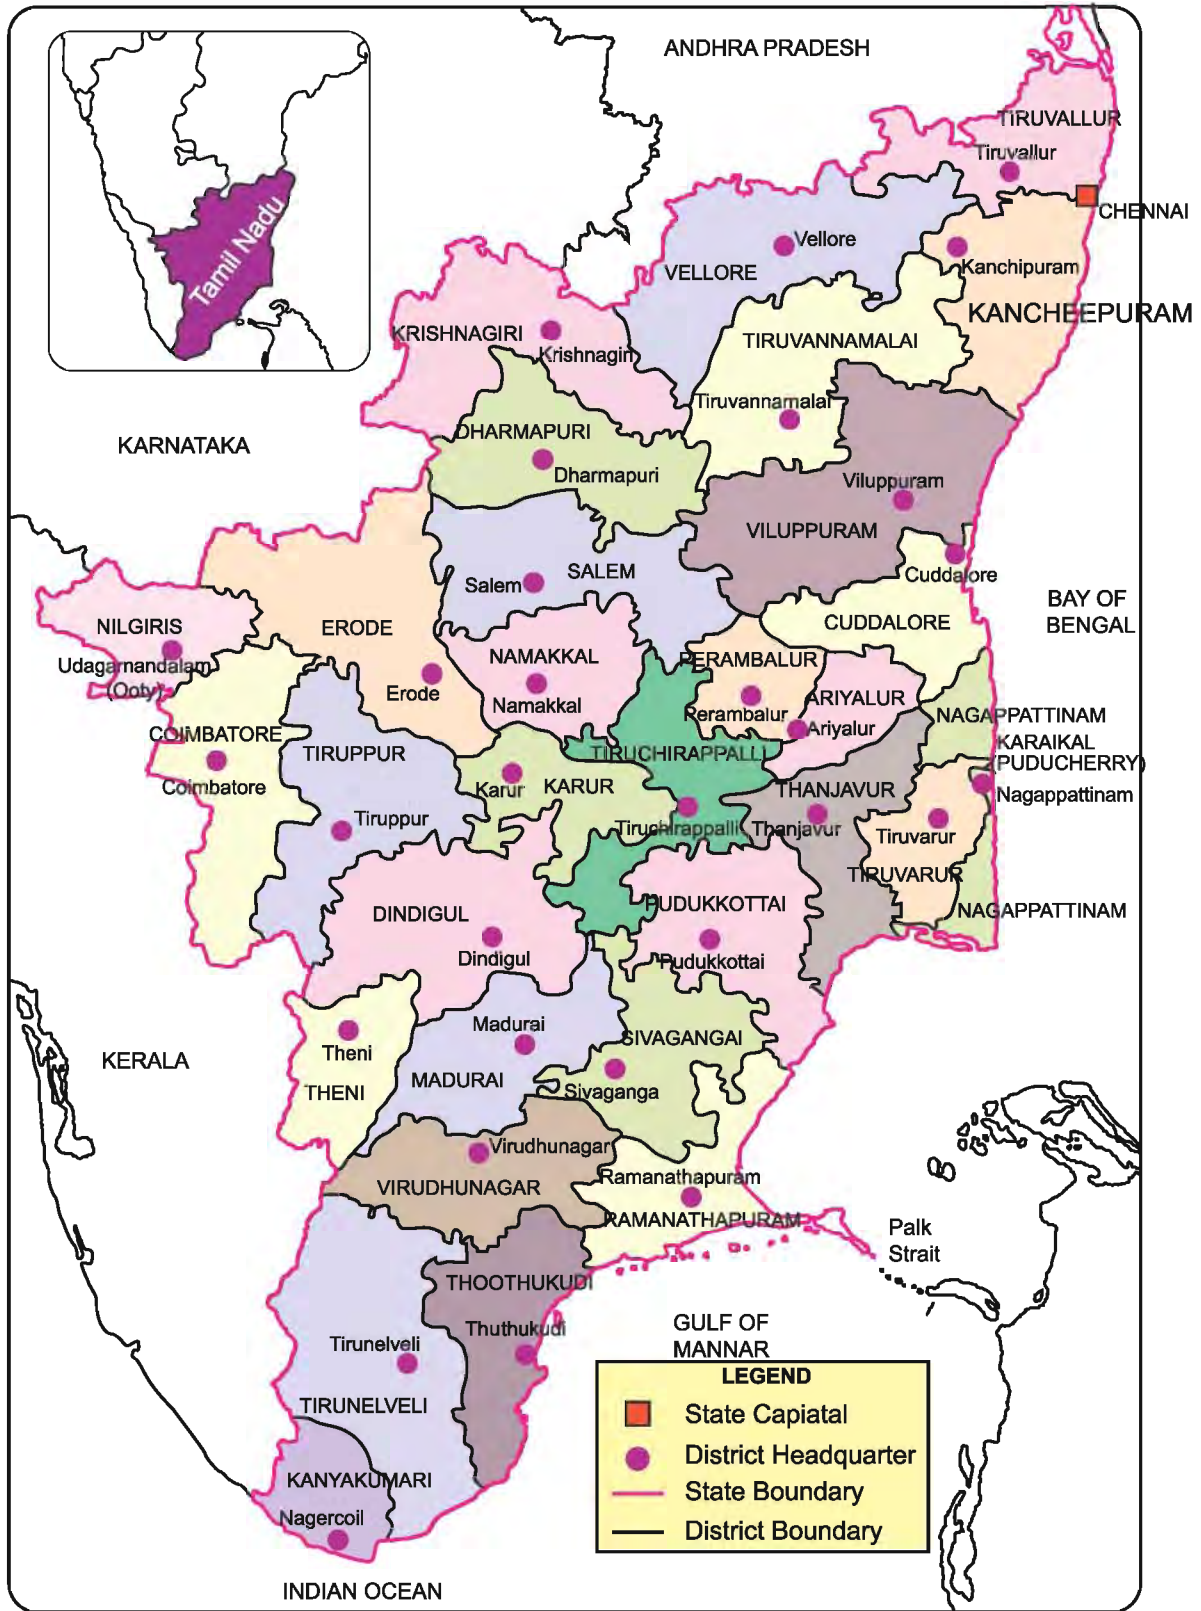 ANDHRA PRADESH
TIRUVALLUR
Tiruvallur
CHENNAI
Tamil Nadu
Vellore
VELLORE
Kanchipuram
KANCHEEPURAM
KRISHNAGIRI
Krishnagiri
TIRUVANNAMALAI
Tiruvannamalai
KARNATAKA
DHARMAPURI
Dharmapuri
Viluppuram
VILUPPURAM
Salem
SALEM
Cuddalore
CUDDALORE
BAY OF
BENGAL
NILGIRIS
Udagarnandalam
(Ooty)
ERODE
Erode
NAMAKKAL
Namakkal
PERAMBALUR
Perambalur
ARIYALUR
Ariyalur
NAGAPPATTINAM
KARAIKAL
(PUDUCHERRY)
Nagappattinam
COIMBATORE
Coimbatore
TIRUPPUR
Tiruppur
Karur
KARUR
TIRUCHIRAPPALLI
Tiruchirappalli
THANJAVUR
Thanjavur
Tiruvarur
TIRUVARUR
NAGAPPATTINAM
DINDIGUL
Dindigul
PUDUKKOTTAI
Pudukkottai
Theni
THENI
KERALA
Madurai
MADURAI
SIVAGANGAI
Sivaganga
Virudhunagar
VIRUDHUNAGAR
Ramanathapuram
RAMANATHAPURAM
Palk
Strait
THOOTHUKUDI
Thuthukudi
Tirunelveli
TIRUNELVELI
GULF OF
MANNAR
KANYAKUMARI
Nagercoil
INDIAN OCEAN
LEGEND
State Capiatal
District Headquarter
State Boundary
District Boundary